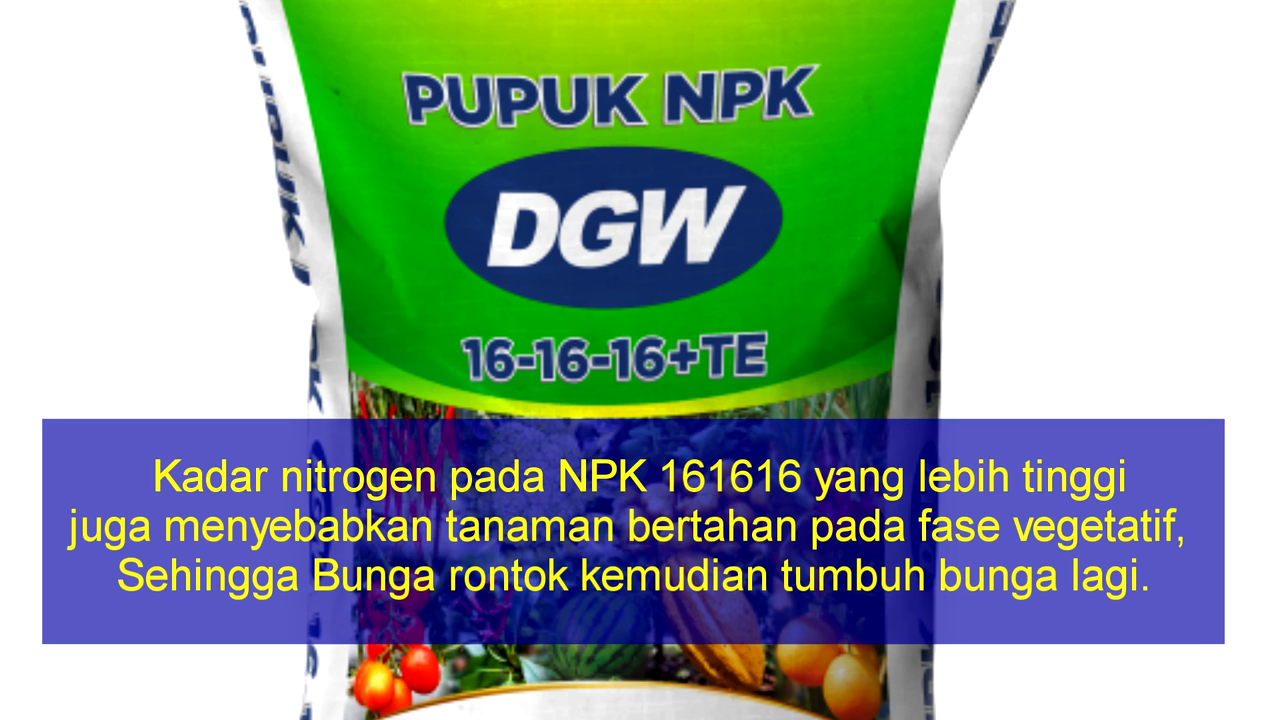 PUPUK NPK
DGW
16-16-16+TE
Kadar nitrogen pada NPK 161616 yang lebih tinggi
juga menyebabkan tanaman bertahan pada fase vegetatif,
Sehingga Bunga rontok kemudian tumbuh bunga lagi.